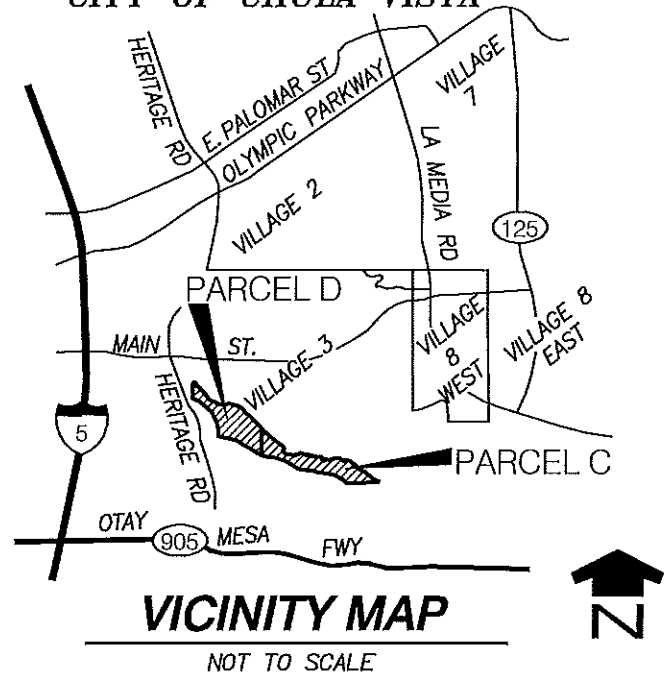 CITY OF CHULA VISTA
HERITAGE RD
E. PALOMAR ST.
OLYMPIC PARKWAY
VILLAGE
7
LA MEDIA RD
VILLAGE 2
125
PARCEL D
MAIN ST.
VILLAGE 3
VILLAGE
8
WEST
VILLAGE 8
EAST
HERITAGE RD
5
PARCEL C
OTAY 905 MESA FWY
VICINITY MAP
NOT TO SCALE
N